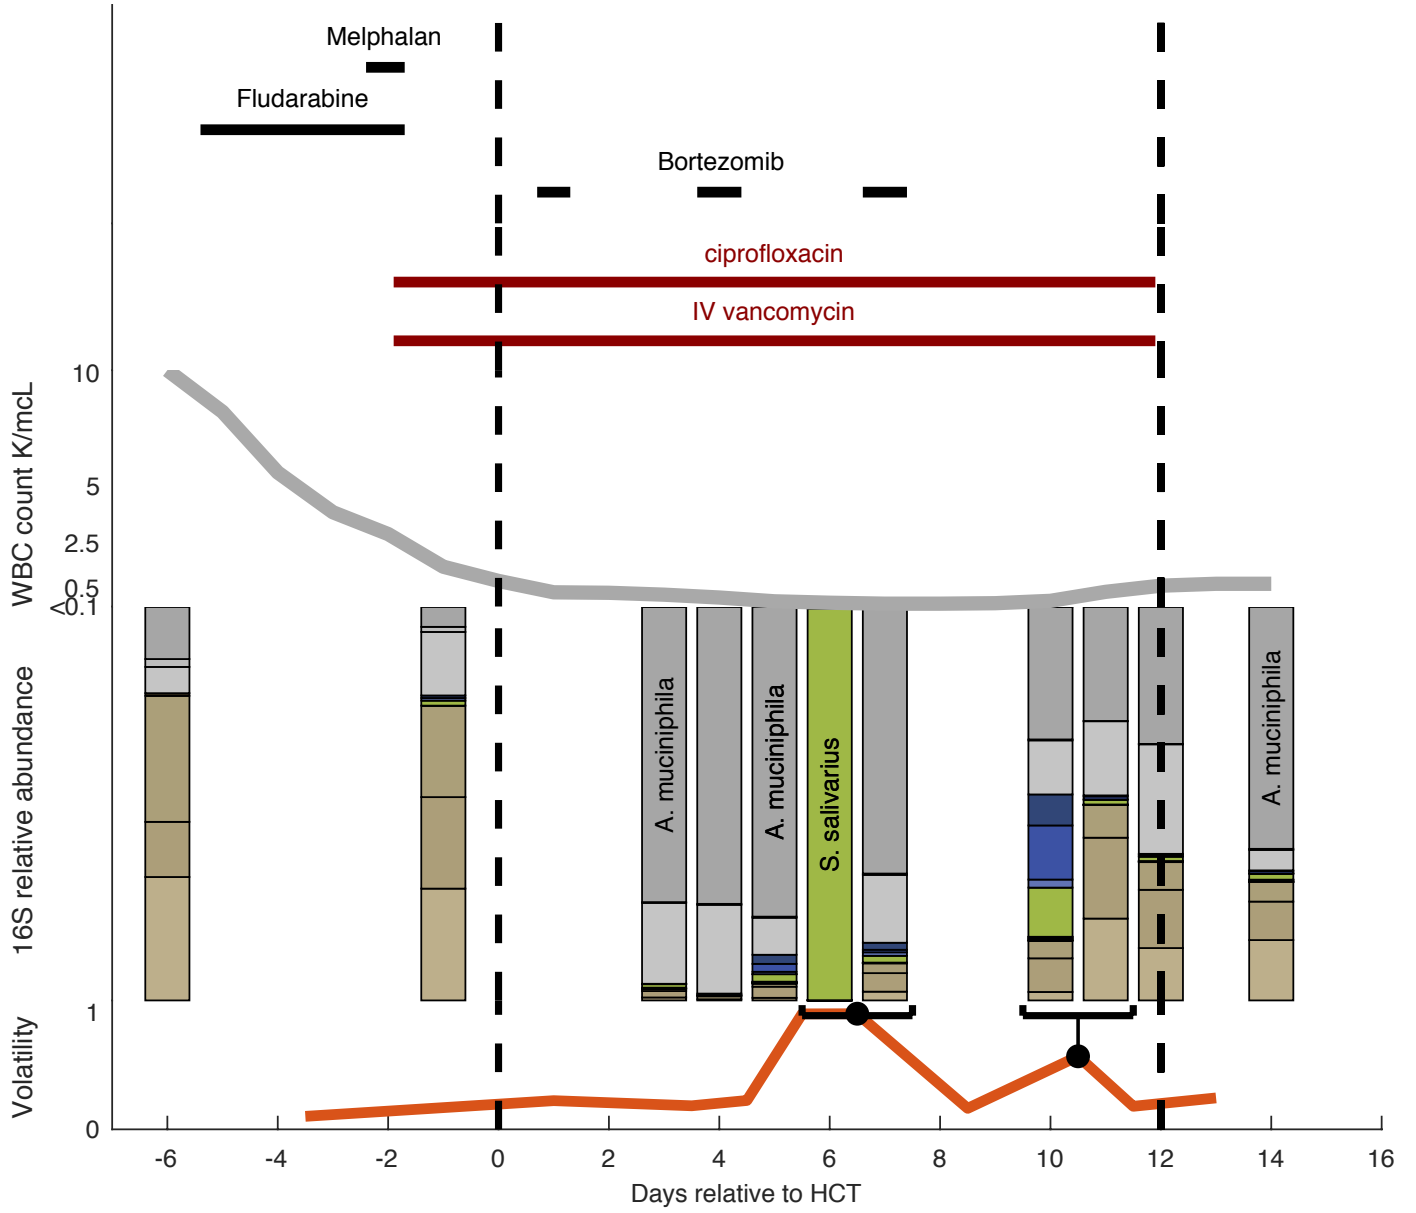 Melphalan
Fludarabine
Bortezomib
ciprofloxacin
IV vancomycin
WBC count K/mcL
10
5
2.5
0.5
<0.1
16S relative abundance
A. muciniphila
A. muciniphila
S. salivarius
A. muciniphila
Volatility
1
0
-6 -4 -2 0 2 4 6 8 10 12 14 16
Days relative to HCT